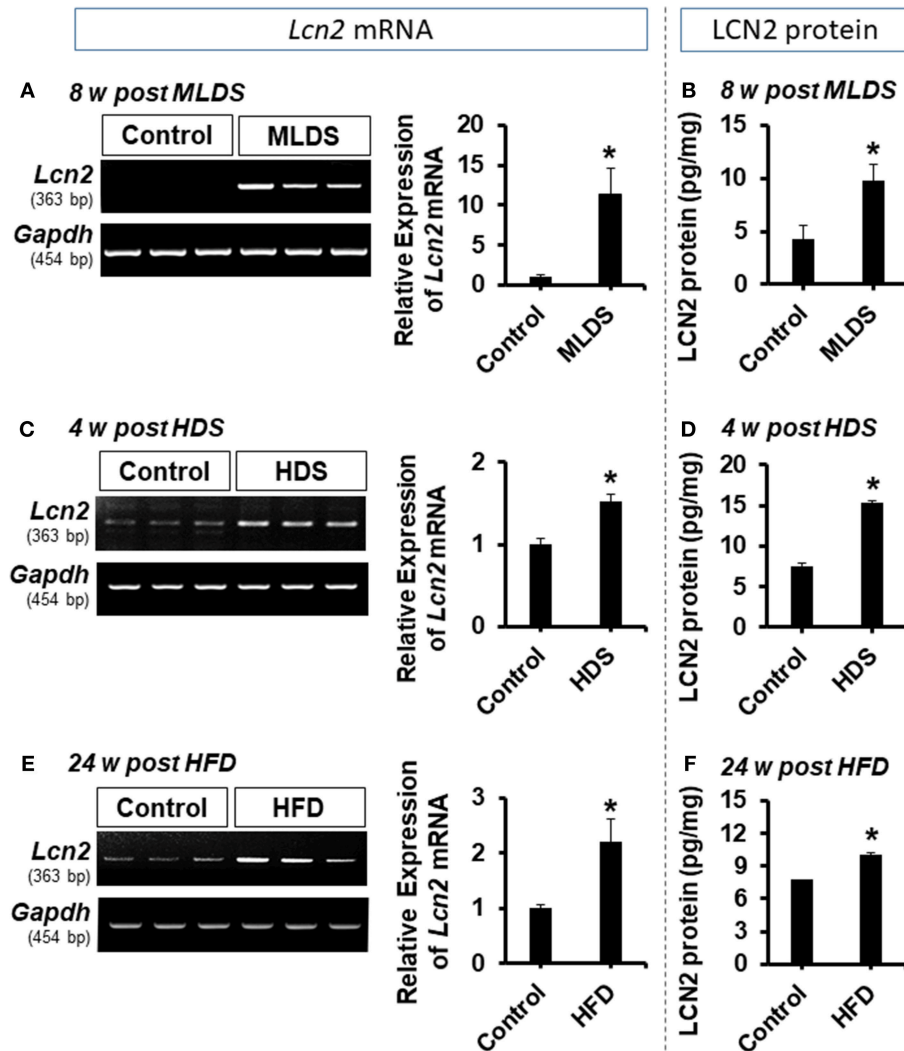 Lcn2 mRNA
LCN2 protein
A 8 w post MLDS
Control MLDS
Lcn2
(363 bp)
Gapdh
(454 bp)
Relative Expression
of Lcn2 mRNA
20
15
10
5
0
Control
MLDS
*
B 8 w post MLDS
LCN2 protein (pg/mg)
15
10
5
0
Control
MLDS
*
C 4 w post HDS
Control HDS
Lcn2
(363 bp)
Gapdh
(454 bp)
Relative Expression
of Lcn2 mRNA
2
1
0
Control
HDS
*
D 4 w post HDS
LCN2 protein (pg/mg)
20
15
10
5
0
Control
HDS
*
E 24 w post HFD
Control HFD
Lcn2
(363 bp)
Gapdh
(454 bp)
Relative Expression
of Lcn2 mRNA
3
2
1
0
Control
HFD
*
F 24 w post HFD
LCN2 protein (pg/mg)
15
12
9
6
3
0
Control
HFD
*